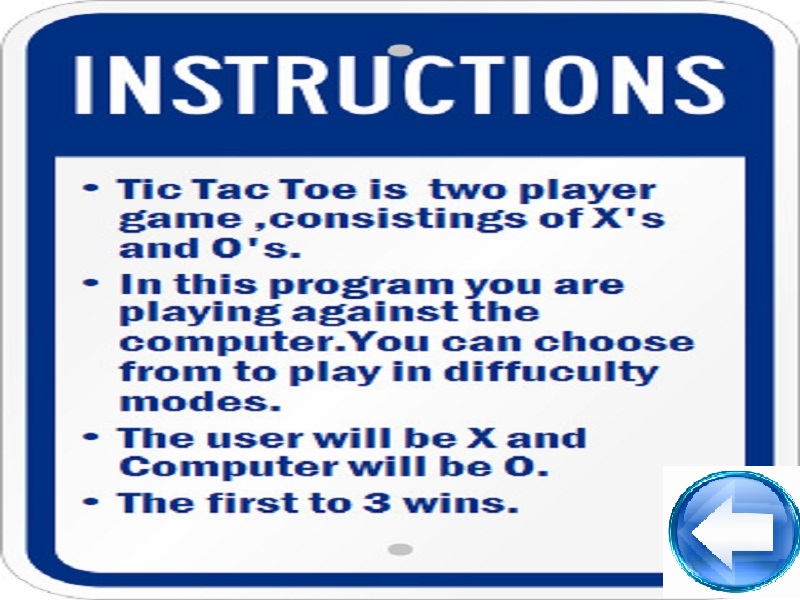 INSTRUCTIONS
• Tic Tac Toe is two player
game ,consistings of X's
and O's.
• In this program you are
playing against the
computer.You can choose
from to play in diffuculty
modes.
• The user will be X and
Computer will be O.
• The first to 3 wins.